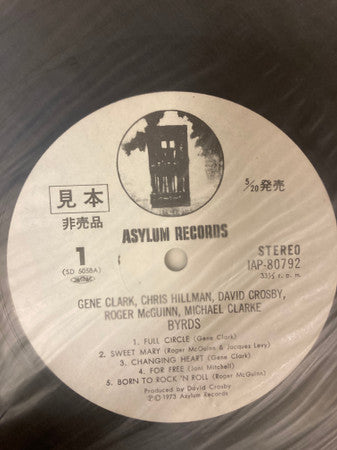 見本
非売品
5/20発売
ASYLUM RECORDS
1
(SD 5058A)
STEREO
IAP-80792
33⅓ r.p.m.
GENE CLARK, CHRIS HILLMAN, DAVID CROSBY,
ROGER McGUINN, MICHAEL CLARKE
BYRDS
1. FULL CIRCLE (Gene Clark)
2. SWEET MARY (Roger McGuinn & Jacques Levy)
3. CHANGING HEART (Gene Clark)
4. FOR FREE (Joni Mitchell)
5. BORN TO ROCK 'N ROLL (Roger McGuinn)
Produced by David Crosby
℗©1973 Asylum Records